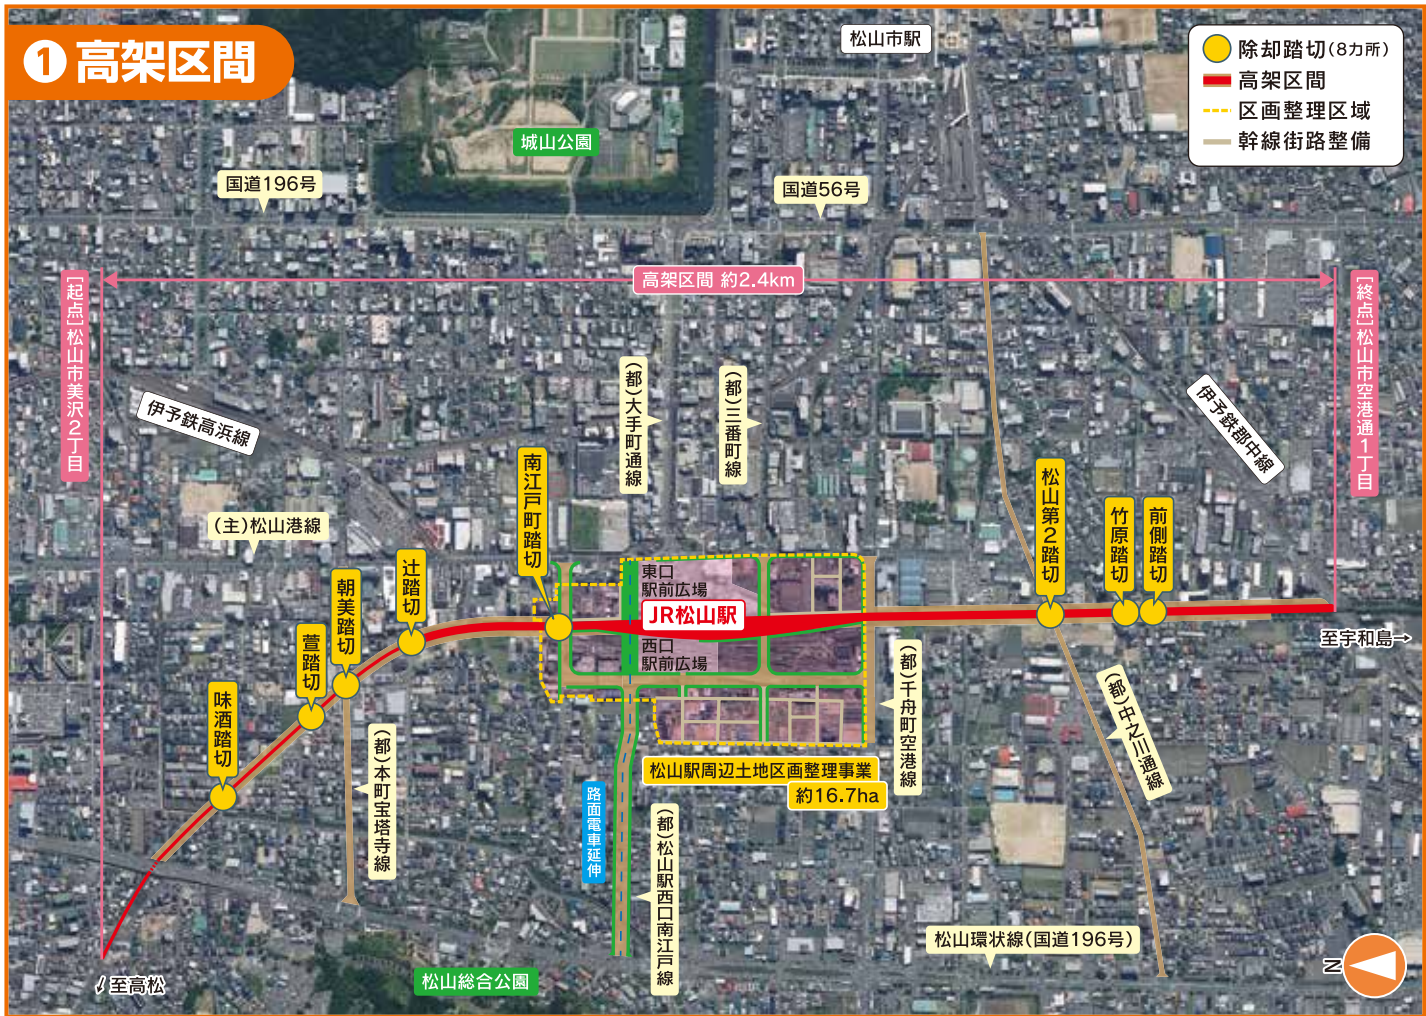 ❶高架区間
松山市駅
除却踏切(8カ所)
高架区間
区画整理区域
幹線街路整備
城山公園
国道196号
国道56号
高架区間 約2.4km
[起点]松山市美沢2丁目
[終点]松山市空港通1丁目
伊予鉄高浜線
(都)大手町通線
(都)三番町線
伊予鉄郡中線
(主)松山港線
南江戸町踏切
松山第2踏切
竹原踏切
前側踏切
辻踏切
朝美踏切
萱踏切
味酒踏切
東口
駅前広場
JR松山駅
西口
駅前広場
至宇和島→
(都)千舟町空港線
(都)中之川通線
(都)本町宝塔寺線
松山駅周辺土地区画整理事業
約16.7ha
路面電車延伸
(都)松山駅西口南江戸線
松山環状線(国道196号)
松山総合公園
↙至高松
N